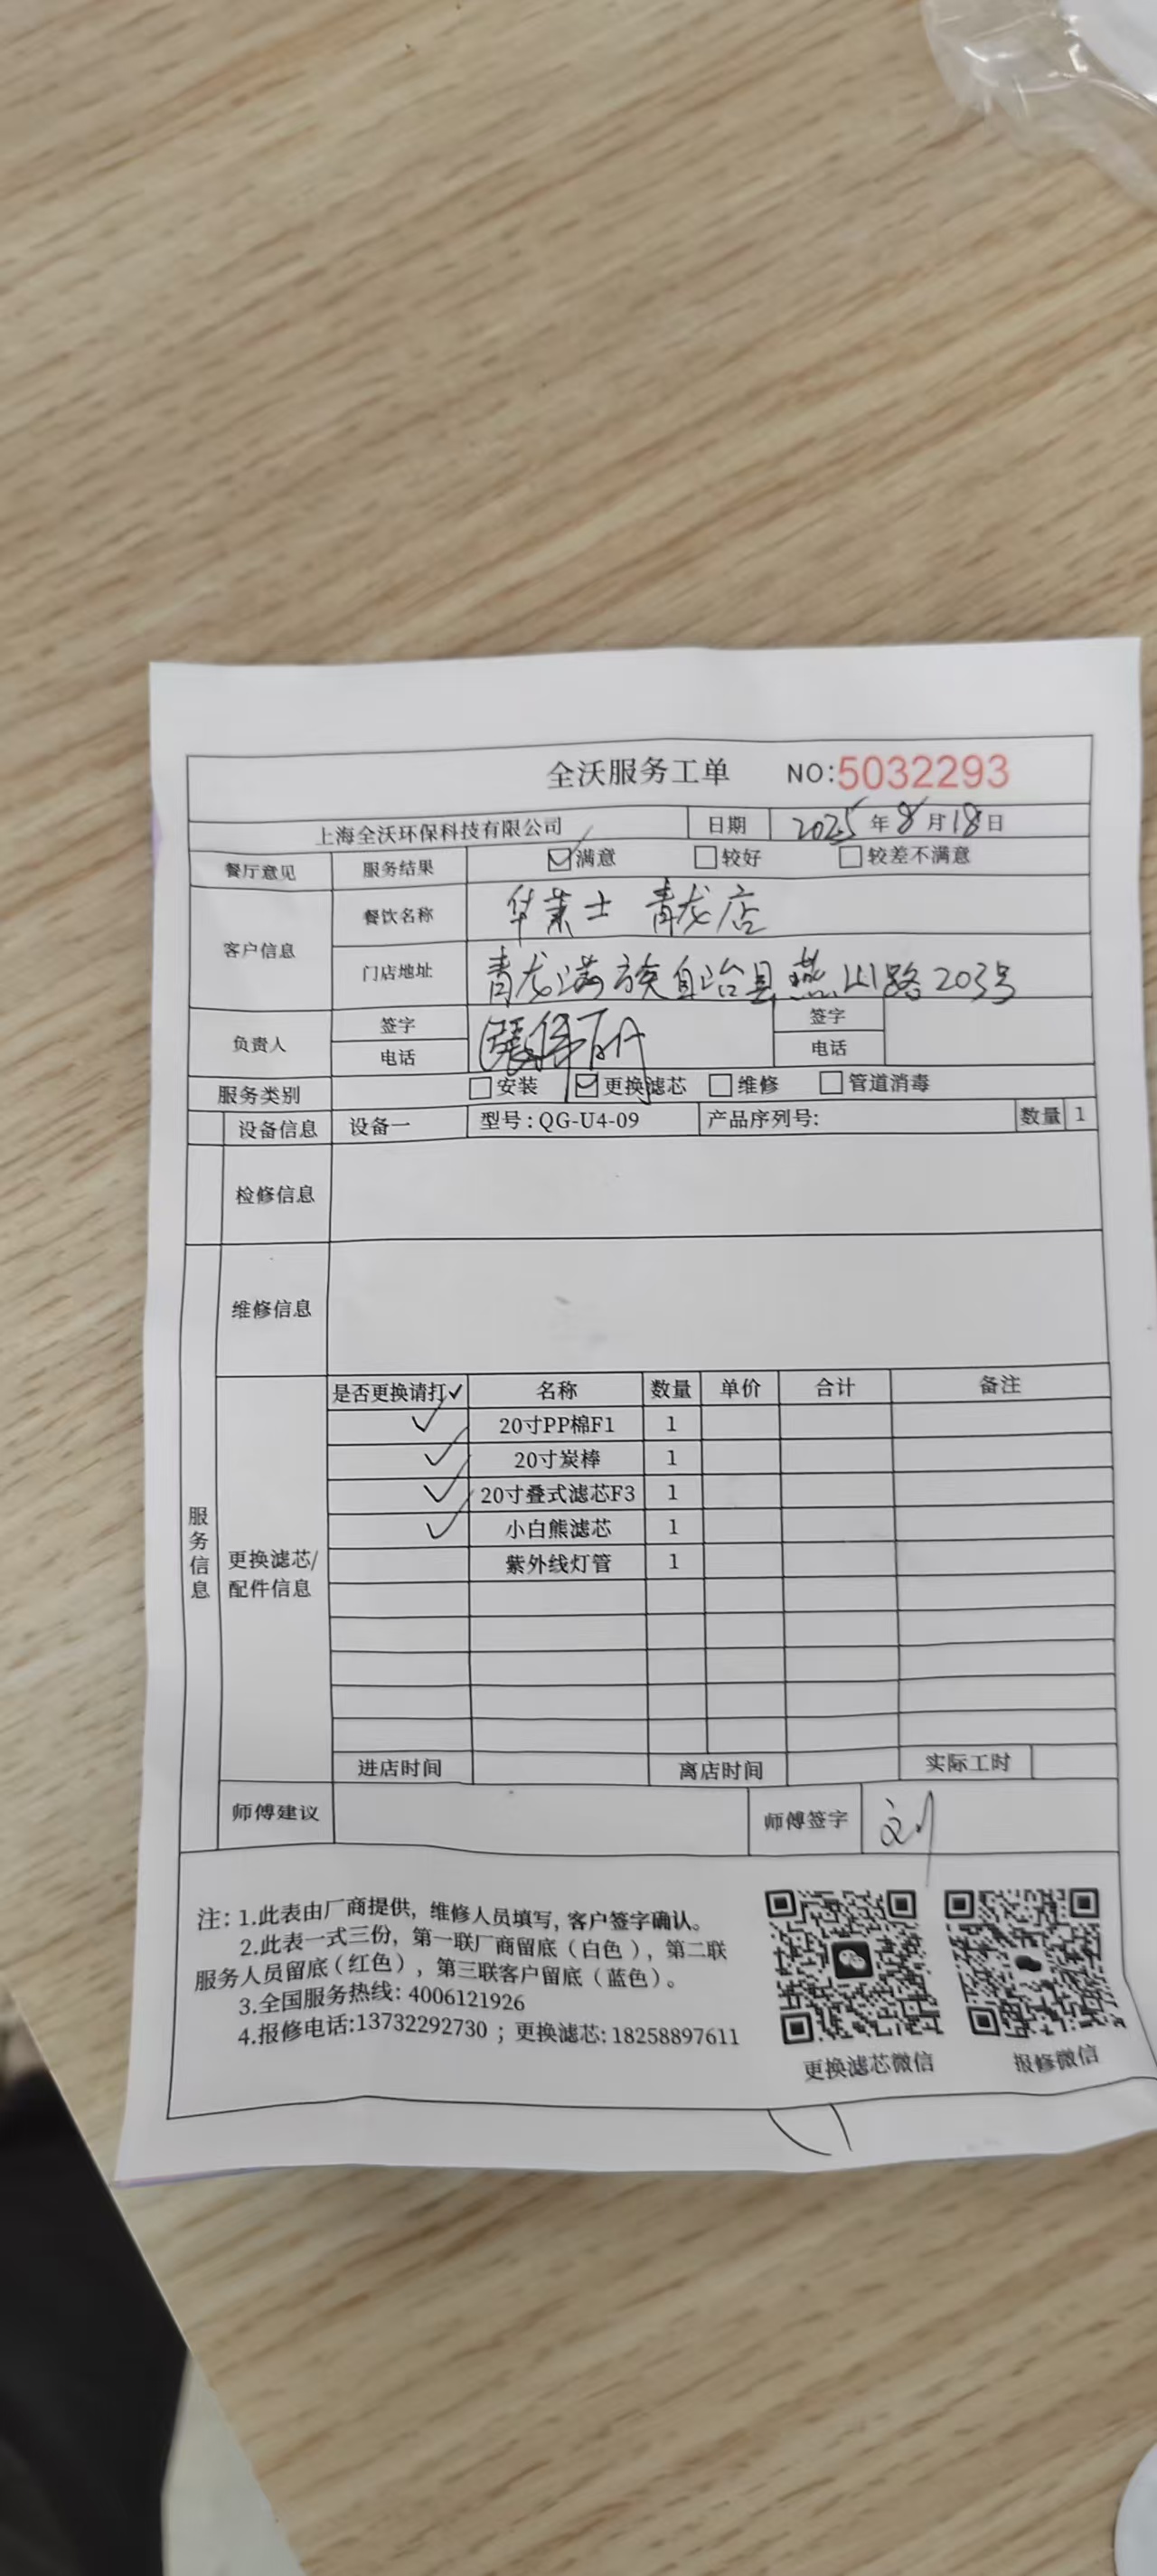 全沃服务工单 NO:5032293
上海全沃环保科技有限公司 日期 2025年8月18日
餐厅意见 服务结果 ☑满意 □较好 □较差不满意
客户信息
餐饮名称 华莱士 青龙店
门店地址 青龙满族自治县燕山路203号
负责人 签字 签字
电话 电话
服务类别 □安装 ☑更换滤芯 □维修 □管道消毒
设备信息 设备一 型号:QG-U4-09 产品序列号: 数量 1
检修信息
维修信息
服务信息
更换滤芯/配件信息
是否更换请打✓ 名称 数量 单价 合计 备注
✓ 20寸PP棉F1 1
✓ 20寸炭棒 1
✓ 20寸叠式滤芯F3 1
✓ 小白熊滤芯 1
紫外线灯管 1
进店时间 离店时间 实际工时
师傅建议 师傅签字 刘
注: 1.此表由厂商提供, 维修人员填写, 客户签字确认。
2.此表一式三份, 第一联厂商留底(白色), 第二联
服务人员留底(红色), 第三联客户留底(蓝色)。
3.全国服务热线: 4006121926
4.报修电话:13732292730 ; 更换滤芯: 18258897611
更换滤芯微信 报修微信